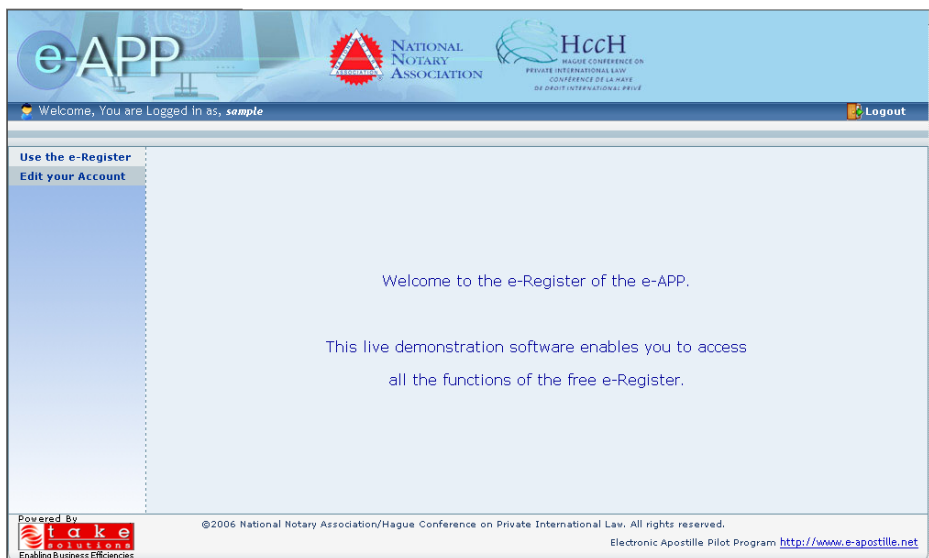 e-APP
NATIONAL
NOTARY
ASSOCIATION
ASSOCIATION
HccH
HAGUE CONFERENCE ON
PRIVATE INTERNATIONAL LAW
CONFÉRENCE DE LA HAYE
DE DROIT INTERNATIONAL PRIVÉ
Welcome, You are Logged in as, sample
Logout
Use the e-Register
Edit your Account
Welcome to the e-Register of the e-APP.
This live demonstration software enables you to access
all the functions of the free e-Register.
Powered By
take
solutions
Enabling Business Efficiencies
©2006 National Notary Association/Hague Conference on Private International Law. All rights reserved.
Electronic Apostille Pilot Program http://www.e-apostille.net